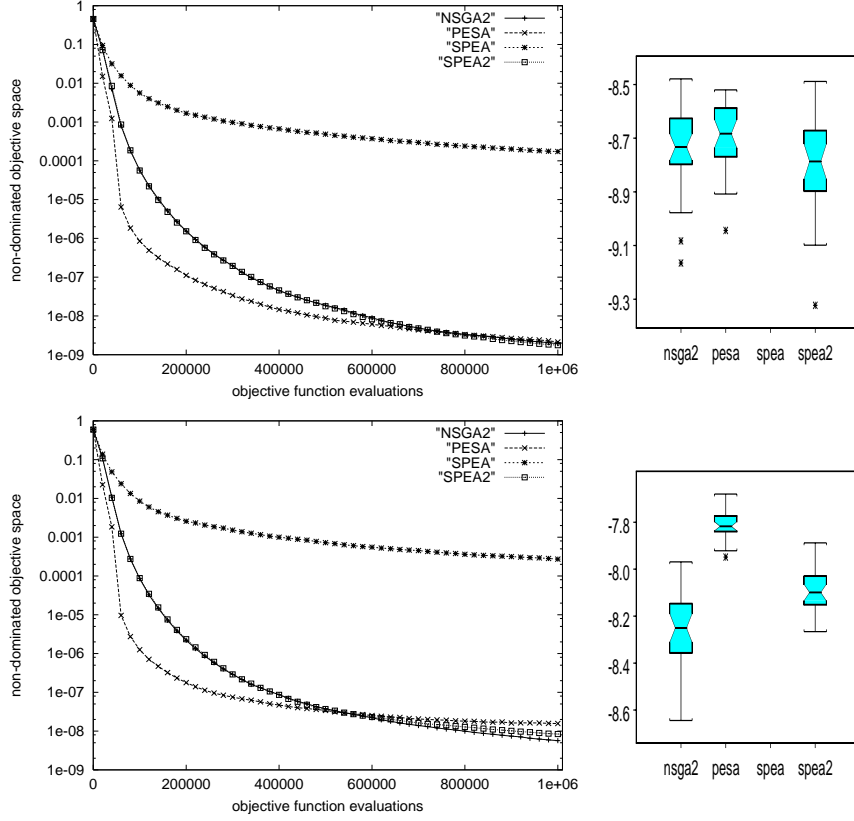 "NSGA2"
"PESA"
"SPEA"
"SPEA2"
1
0.1
0.01
0.001
0.0001
1e-05
1e-06
1e-07
1e-08
1e-09
non-dominated objective space
0
200000
400000
600000
800000
1e+06
objective function evaluations
-8.5
-8.7
-8.9
-9.1
-9.3
nsga2
pesa
spea
spea2
"NSGA2"
"PESA"
"SPEA"
"SPEA2"
1
0.1
0.01
0.001
0.0001
1e-05
1e-06
1e-07
1e-08
1e-09
non-dominated objective space
0
200000
400000
600000
800000
1e+06
objective function evaluations
-7.8
-8.0
-8.2
-8.4
-8.6
nsga2
pesa
spea
spea2